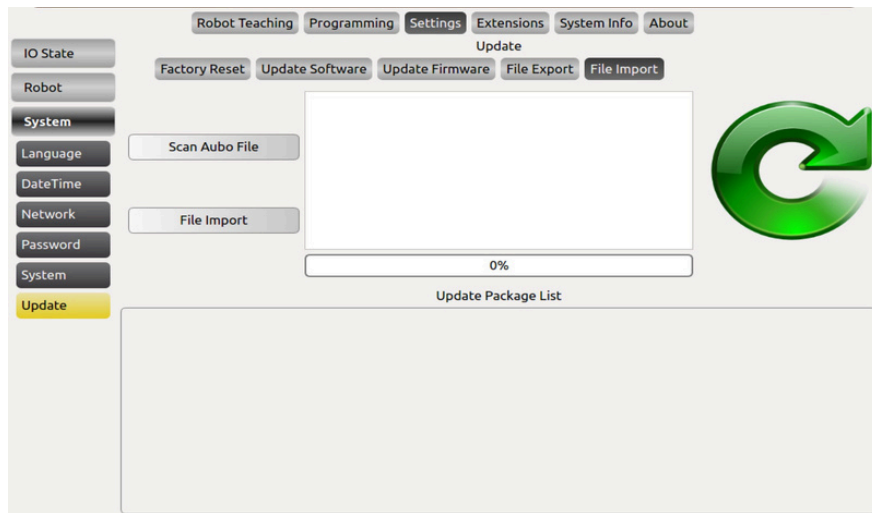 Robot Teaching Programming Settings Extensions System Info About
Update
IO State
Factory Reset Update Software Update Firmware File Export File Import
Robot
System
Scan Aubo File
Language
DateTime
Network
File Import
Password
System
0%
Update
Update Package List